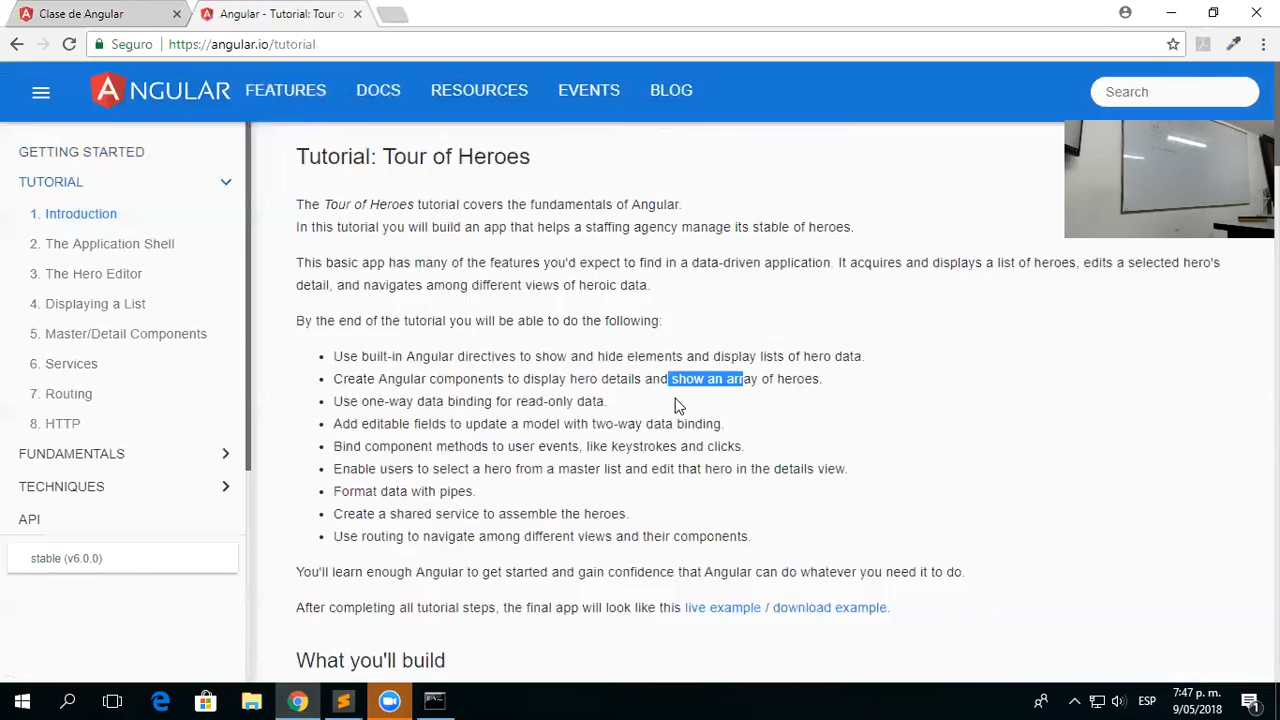 Clase de Angular
Angular - Tutorial: Tour o
Seguro
https://angular.io/tutorial
ANGULAR
FEATURES
DOCS
RESOURCES
EVENTS
BLOG
Search
GETTING STARTED
TUTORIAL
1. Introduction
2. The Application Shell
3. The Hero Editor
4. Displaying a List
5. Master/Detail Components
6. Services
7. Routing
8. HTTP
FUNDAMENTALS
TECHNIQUES
API
stable (v6.0.0)
Tutorial: Tour of Heroes
The Tour of Heroes tutorial covers the fundamentals of Angular.
In this tutorial you will build an app that helps a staffing agency manage its stable of heroes.
This basic app has many of the features you'd expect to find in a data-driven application. It acquires and displays a list of heroes, edits a selected hero's
detail, and navigates among different views of heroic data.
By the end of the tutorial you will be able to do the following:
• Use built-in Angular directives to show and hide elements and display lists of hero data.
• Create Angular components to display hero details and show an array of heroes.
• Use one-way data binding for read-only data.
• Add editable fields to update a model with two-way data binding.
• Bind component methods to user events, like keystrokes and clicks.
• Enable users to select a hero from a master list and edit that hero in the details view.
• Format data with pipes.
• Create a shared service to assemble the heroes.
• Use routing to navigate among different views and their components.
You'll learn enough Angular to get started and gain confidence that Angular can do whatever you need it to do.
After completing all tutorial steps, the final app will look like this live example / download example.
What you'll build
ESP
7:47 p. m.
9/05/2018
1